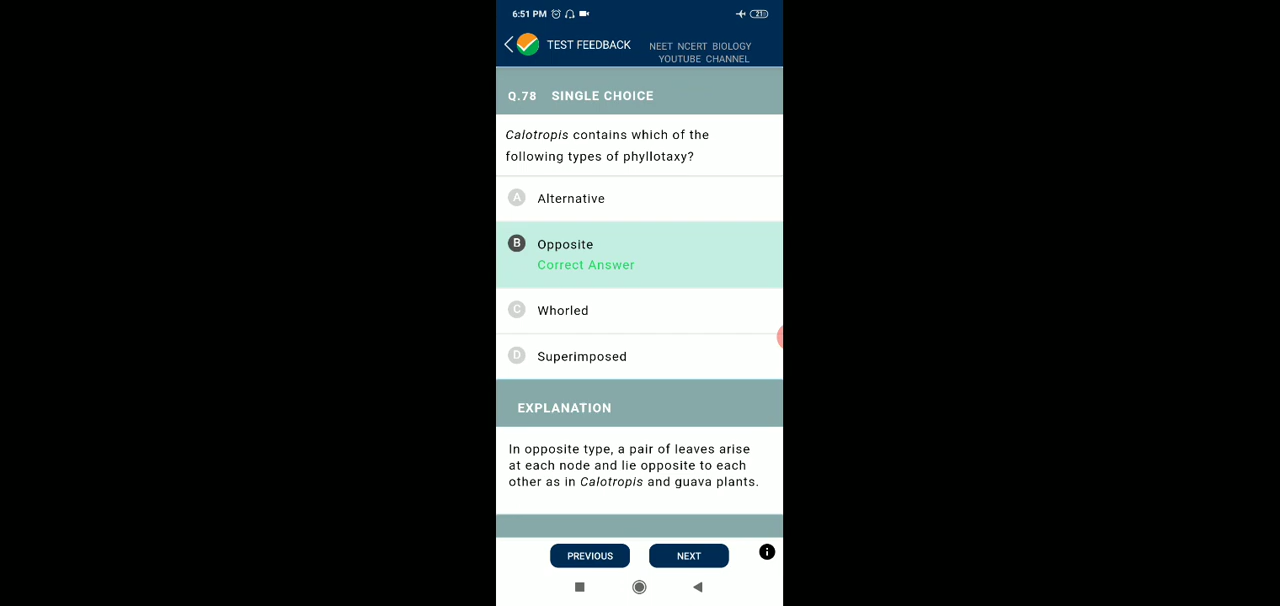 6:51 PM 21
TEST FEEDBACK NEET NCERT BIOLOGY
YOUTUBE CHANNEL
Q.78 SINGLE CHOICE
Calotropis contains which of the
following types of phyllotaxy?
A Alternative
B Opposite
Correct Answer
C Whorled
D Superimposed
EXPLANATION
In opposite type, a pair of leaves arise
at each node and lie opposite to each
other as in Calotropis and guava plants.
PREVIOUS NEXT i